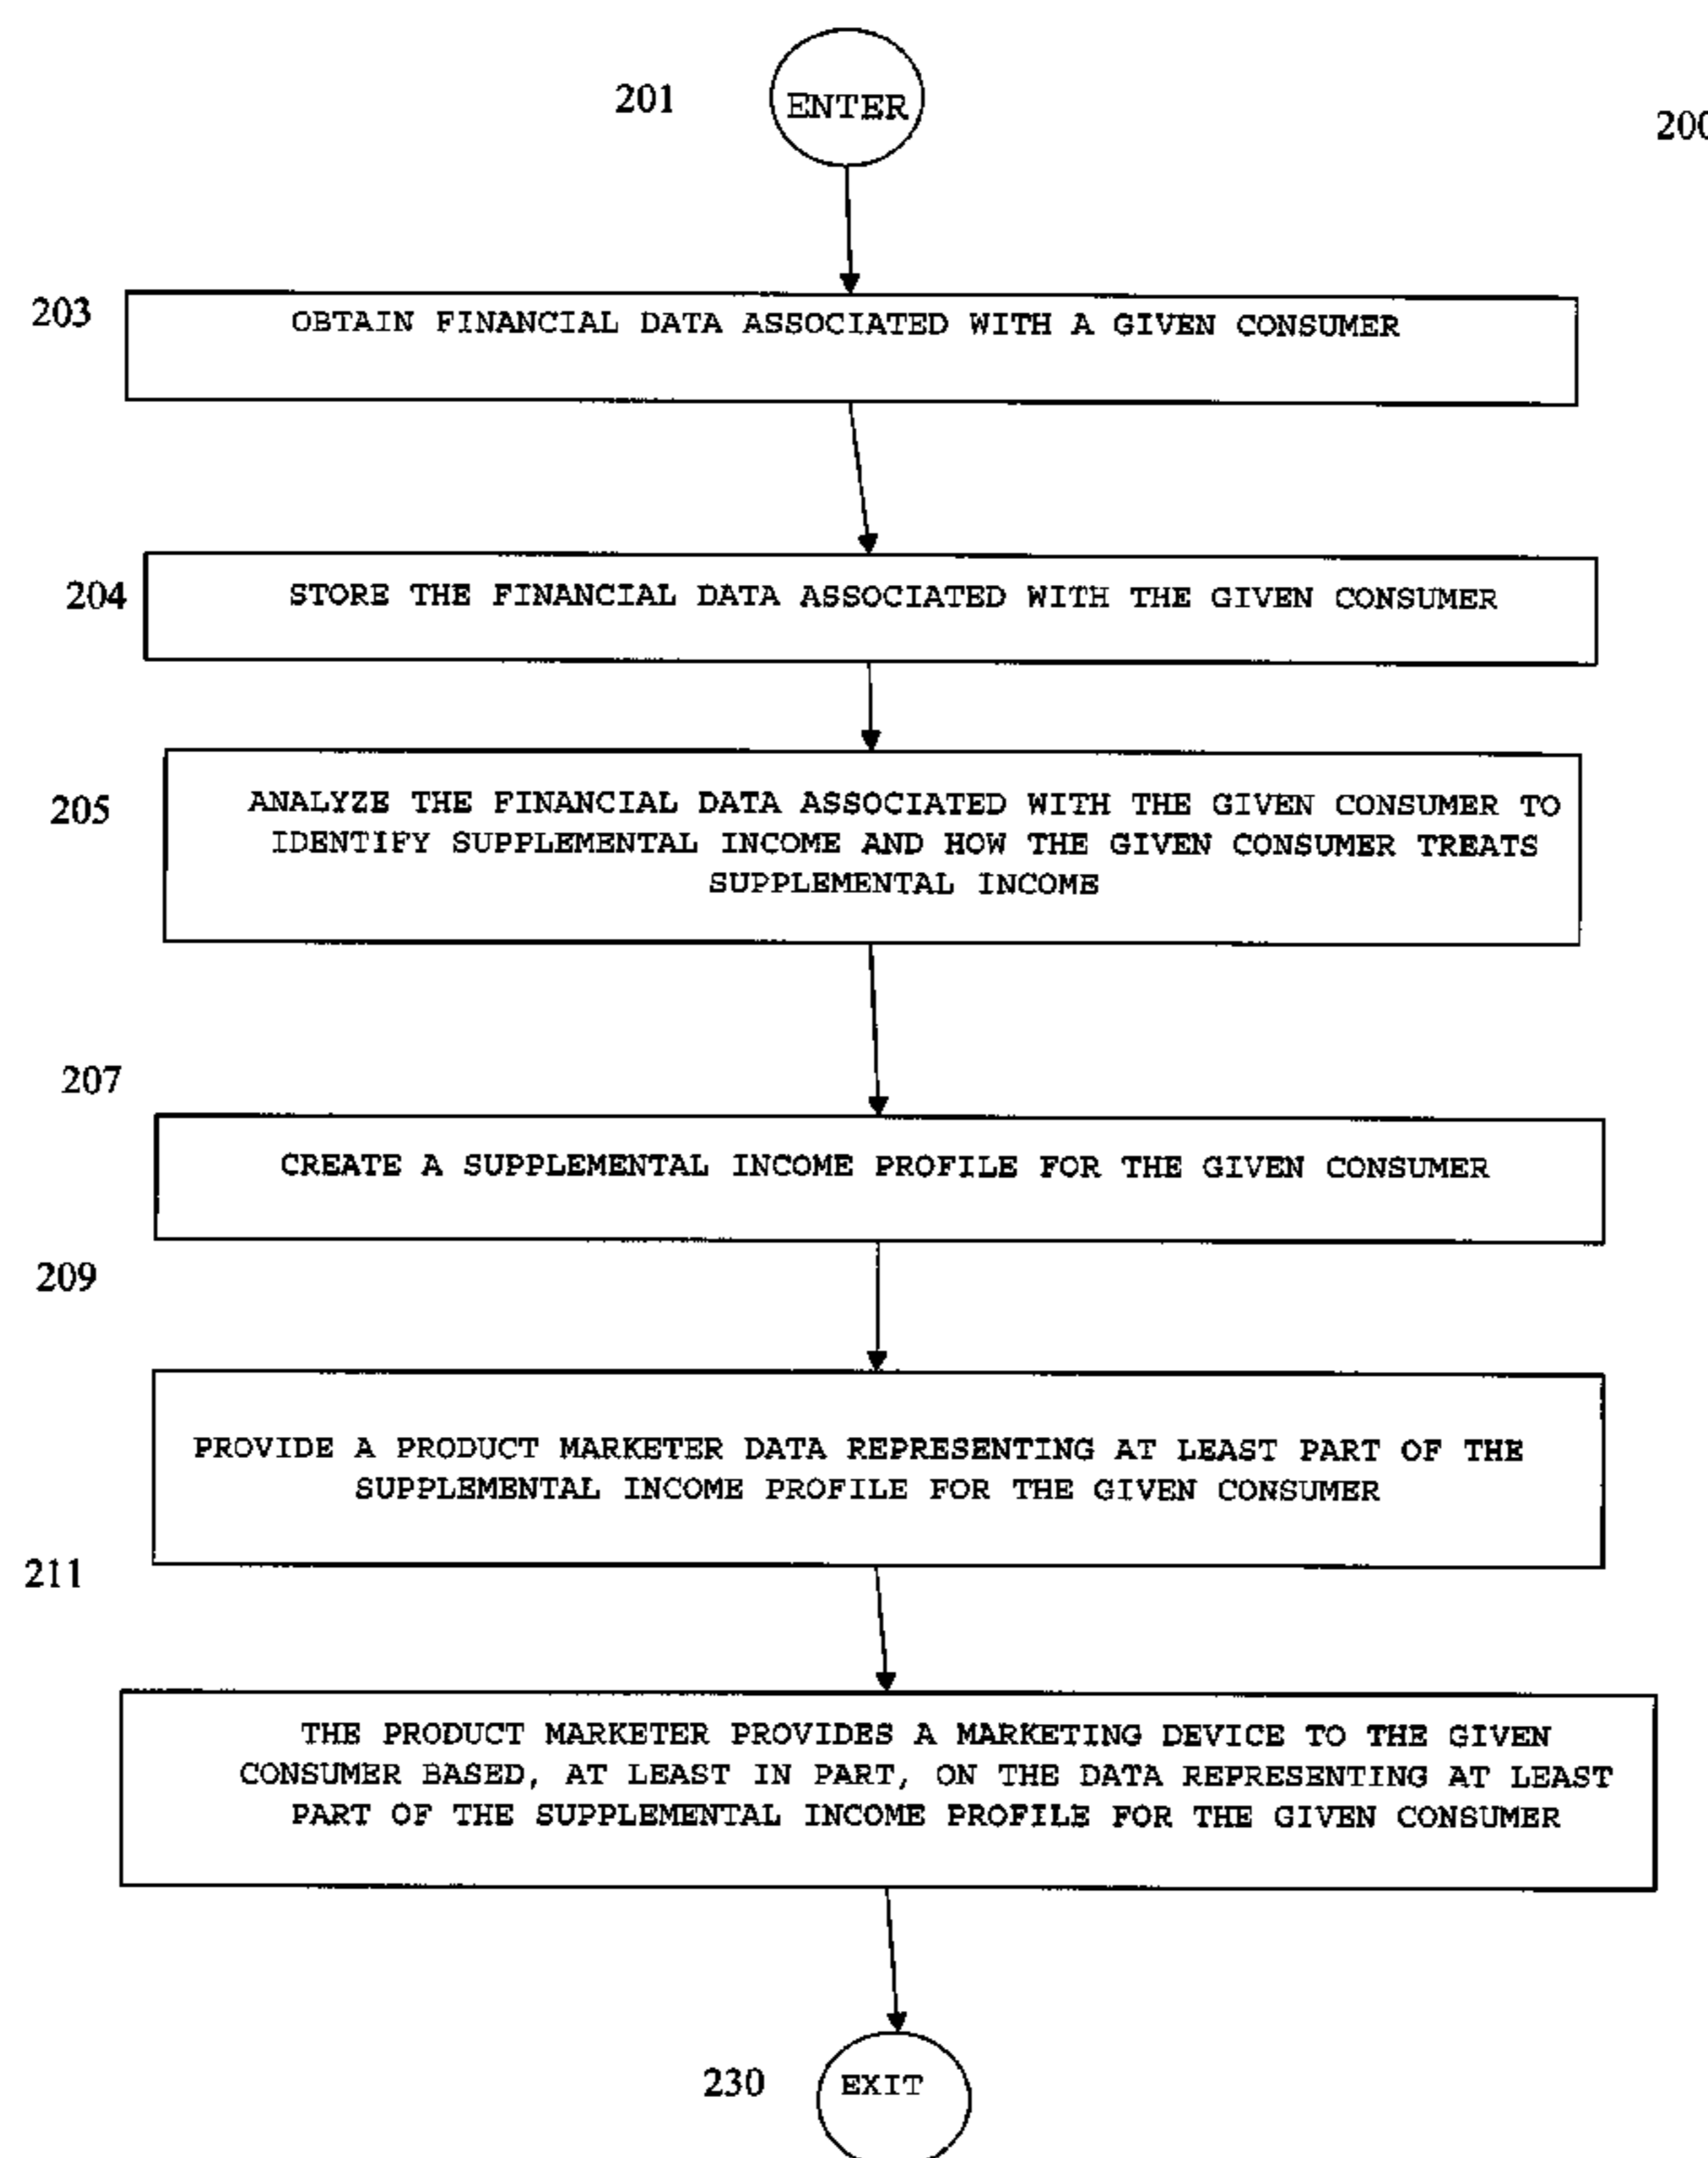 201
ENTER
200
203
OBTAIN FINANCIAL DATA ASSOCIATED WITH A GIVEN CONSUMER
204
STORE THE FINANCIAL DATA ASSOCIATED WITH THE GIVEN CONSUMER
205
ANALYZE THE FINANCIAL DATA ASSOCIATED WITH THE GIVEN CONSUMER TO
IDENTIFY SUPPLEMENTAL INCOME AND HOW THE GIVEN CONSUMER TREATS
SUPPLEMENTAL INCOME
207
CREATE A SUPPLEMENTAL INCOME PROFILE FOR THE GIVEN CONSUMER
209
PROVIDE A PRODUCT MARKETER DATA REPRESENTING AT LEAST PART OF THE
SUPPLEMENTAL INCOME PROFILE FOR THE GIVEN CONSUMER
211
THE PRODUCT MARKETER PROVIDES A MARKETING DEVICE TO THE GIVEN
CONSUMER BASED, AT LEAST IN PART, ON THE DATA REPRESENTING AT LEAST
PART OF THE SUPPLEMENTAL INCOME PROFILE FOR THE GIVEN CONSUMER
230
EXIT